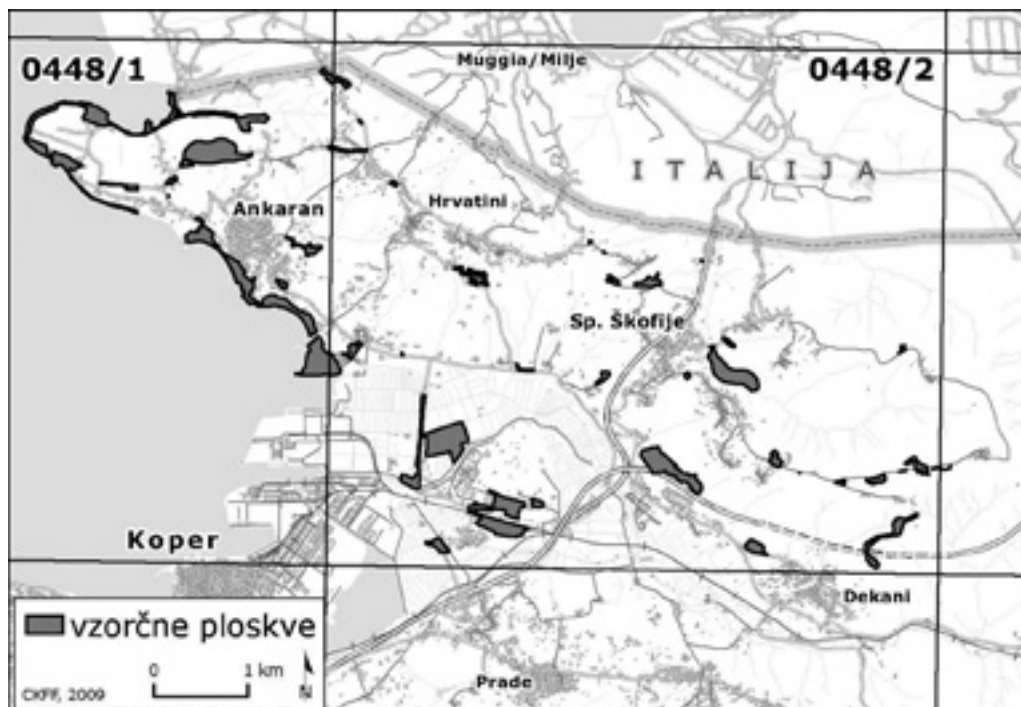 0448/1
Muggia/Milje
0448/2
ITALIJA
Ankaran
Hrvatini
Sp. Škofije
Koper
Dekani
vzorčne ploskve
0 1 km
N
CKFF, 2009
Prade